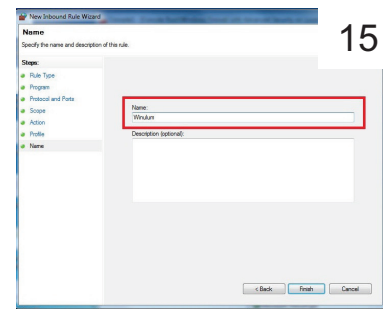 New Inbound Rule Wizard
15
Name
Specify the name and description of this rule.
Steps:
Rule Type
Program
Protocol and Ports
Scope
Action
Profile
Name
Name:
Winulum
Description (optional):
< Back
Finish
Cancel